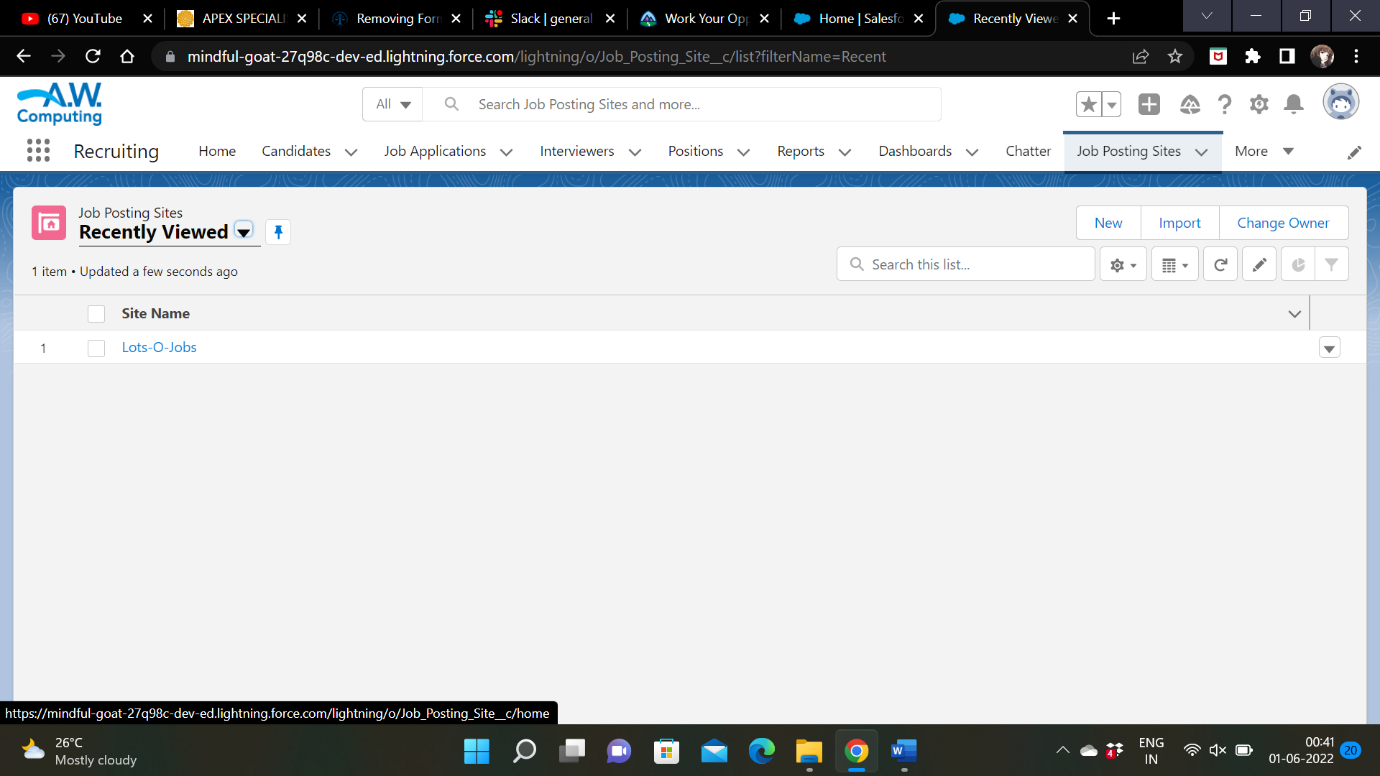 (67) YouTube
APEX SPECIALI
Removing Form
Slack | general
Work Your Opp
Home | Salesfo
Recently Viewe
mindful-goat-27q98c-dev-ed.lightning.force.com/lightning/o/Job_Posting_Site__c/list?filterName=Recent
A.W.
Computing
All
Search Job Posting Sites and more...
Recruiting
Home
Candidates
Job Applications
Interviewers
Positions
Reports
Dashboards
Chatter
Job Posting Sites
More
Job Posting Sites
Recently Viewed
New
Import
Change Owner
1 item • Updated a few seconds ago
Search this list...
Site Name
1
Lots-O-Jobs
https://mindful-goat-27q98c-dev-ed.lightning.force.com/lightning/o/Job_Posting_Site__c/home
26°C
Mostly cloudy
4
ENG
IN
00:41
01-06-2022
20